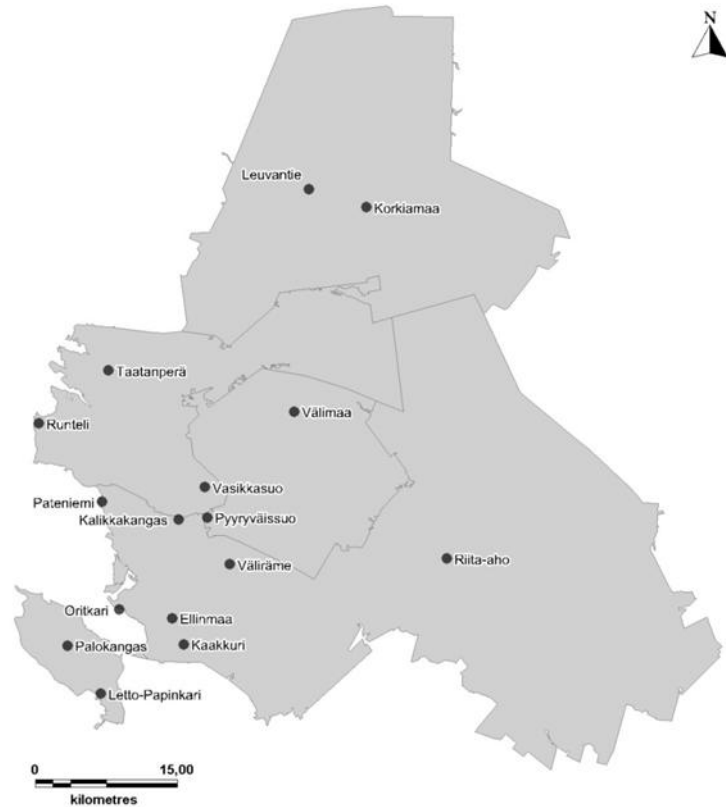 N
Leuvantie
Korkiamaa
Taatanperä
Välimaa
Runteli
Vasikkasuo
Pateniemi
Kalikkakangas
Pyyryväissuo
Väliräme
Riita-aho
Oritkari
Ellinmaa
Palokangas
Kaakkuri
Letto-Papinkari
0 15,00
kilometres